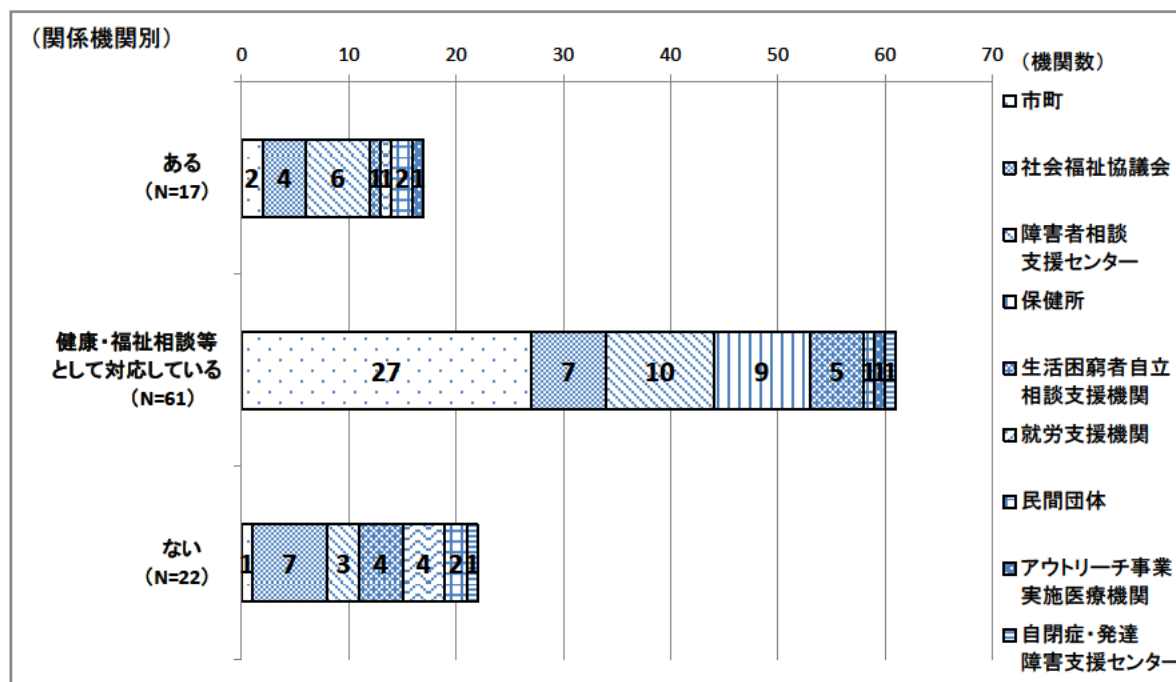 （関係機関別）
0 10 20 30 40 50 60 70
（機関数）
ある
（N=17）
2 4 6 1 1 2 1
健康・福祉相談等
として対応している
（N=61）
27 7 10 9 5 1 1 1
ない
（N=22）
1 7 3 4 4 2 1
市町
社会福祉協議会
障害者相談
支援センター
保健所
生活困窮者自立
相談支援機関
就労支援機関
民間団体
アウトリーチ事業
実施医療機関
自閉症・発達
障害支援センター